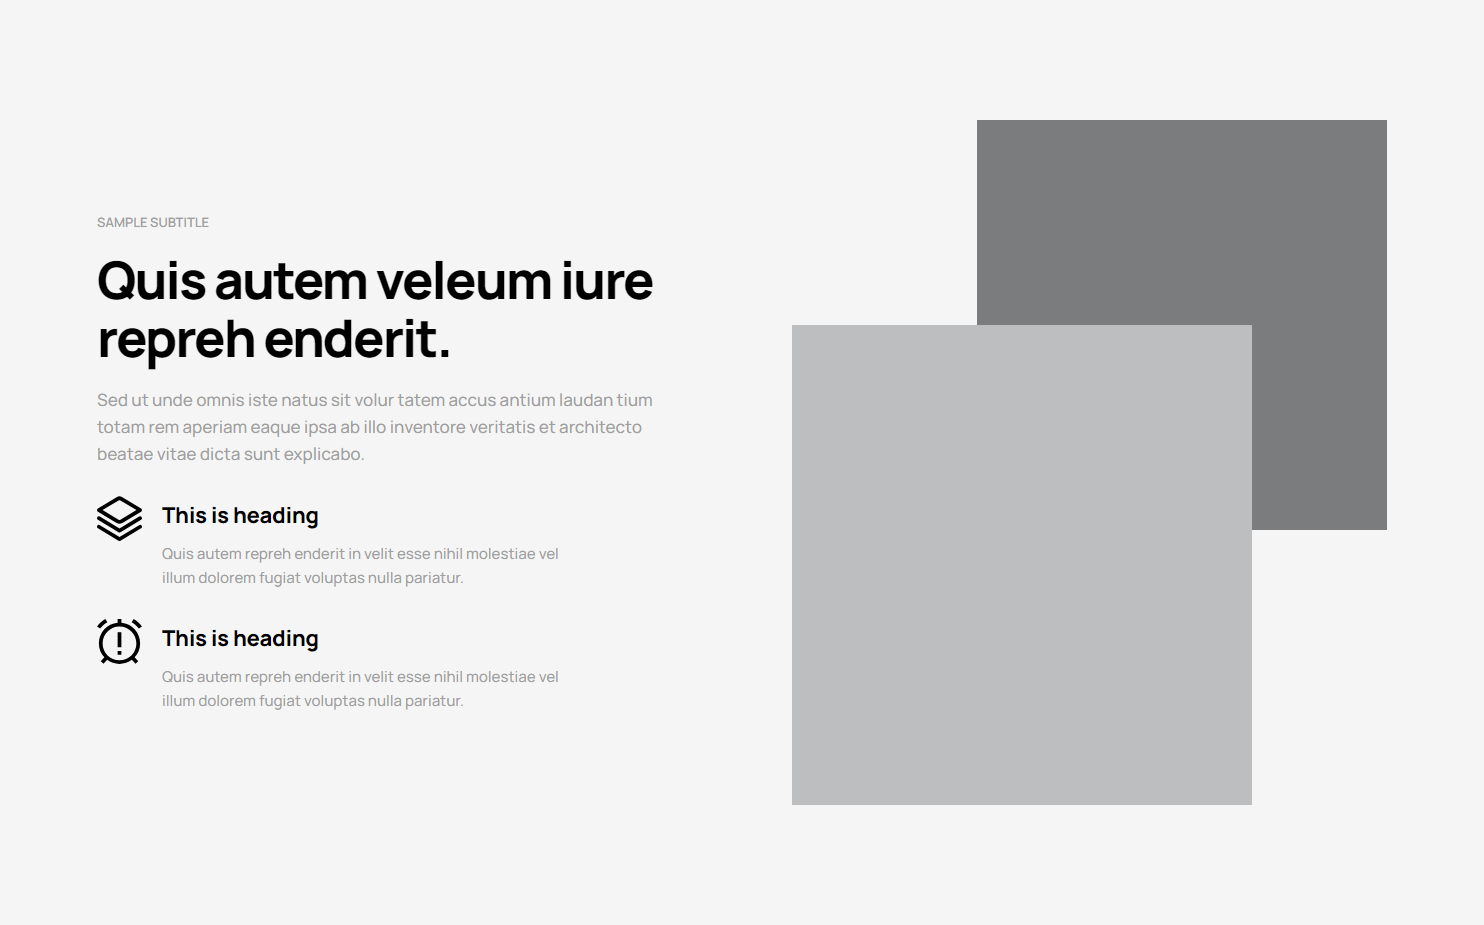 SAMPLE SUBTITLE
Quis autem veleum iure
repreh enderit.
Sed ut unde omnis iste natus sit volur tatem accus antium laudan tium
totam rem aperiam eaque ipsa ab illo inventore veritatis et architecto
beatae vitae dicta sunt explicabo.
This is heading
Quis autem repreh enderit in velit esse nihil molestiae vel
illum dolorem fugiat voluptas nulla pariatur.
This is heading
Quis autem repreh enderit in velit esse nihil molestiae vel
illum dolorem fugiat voluptas nulla pariatur.